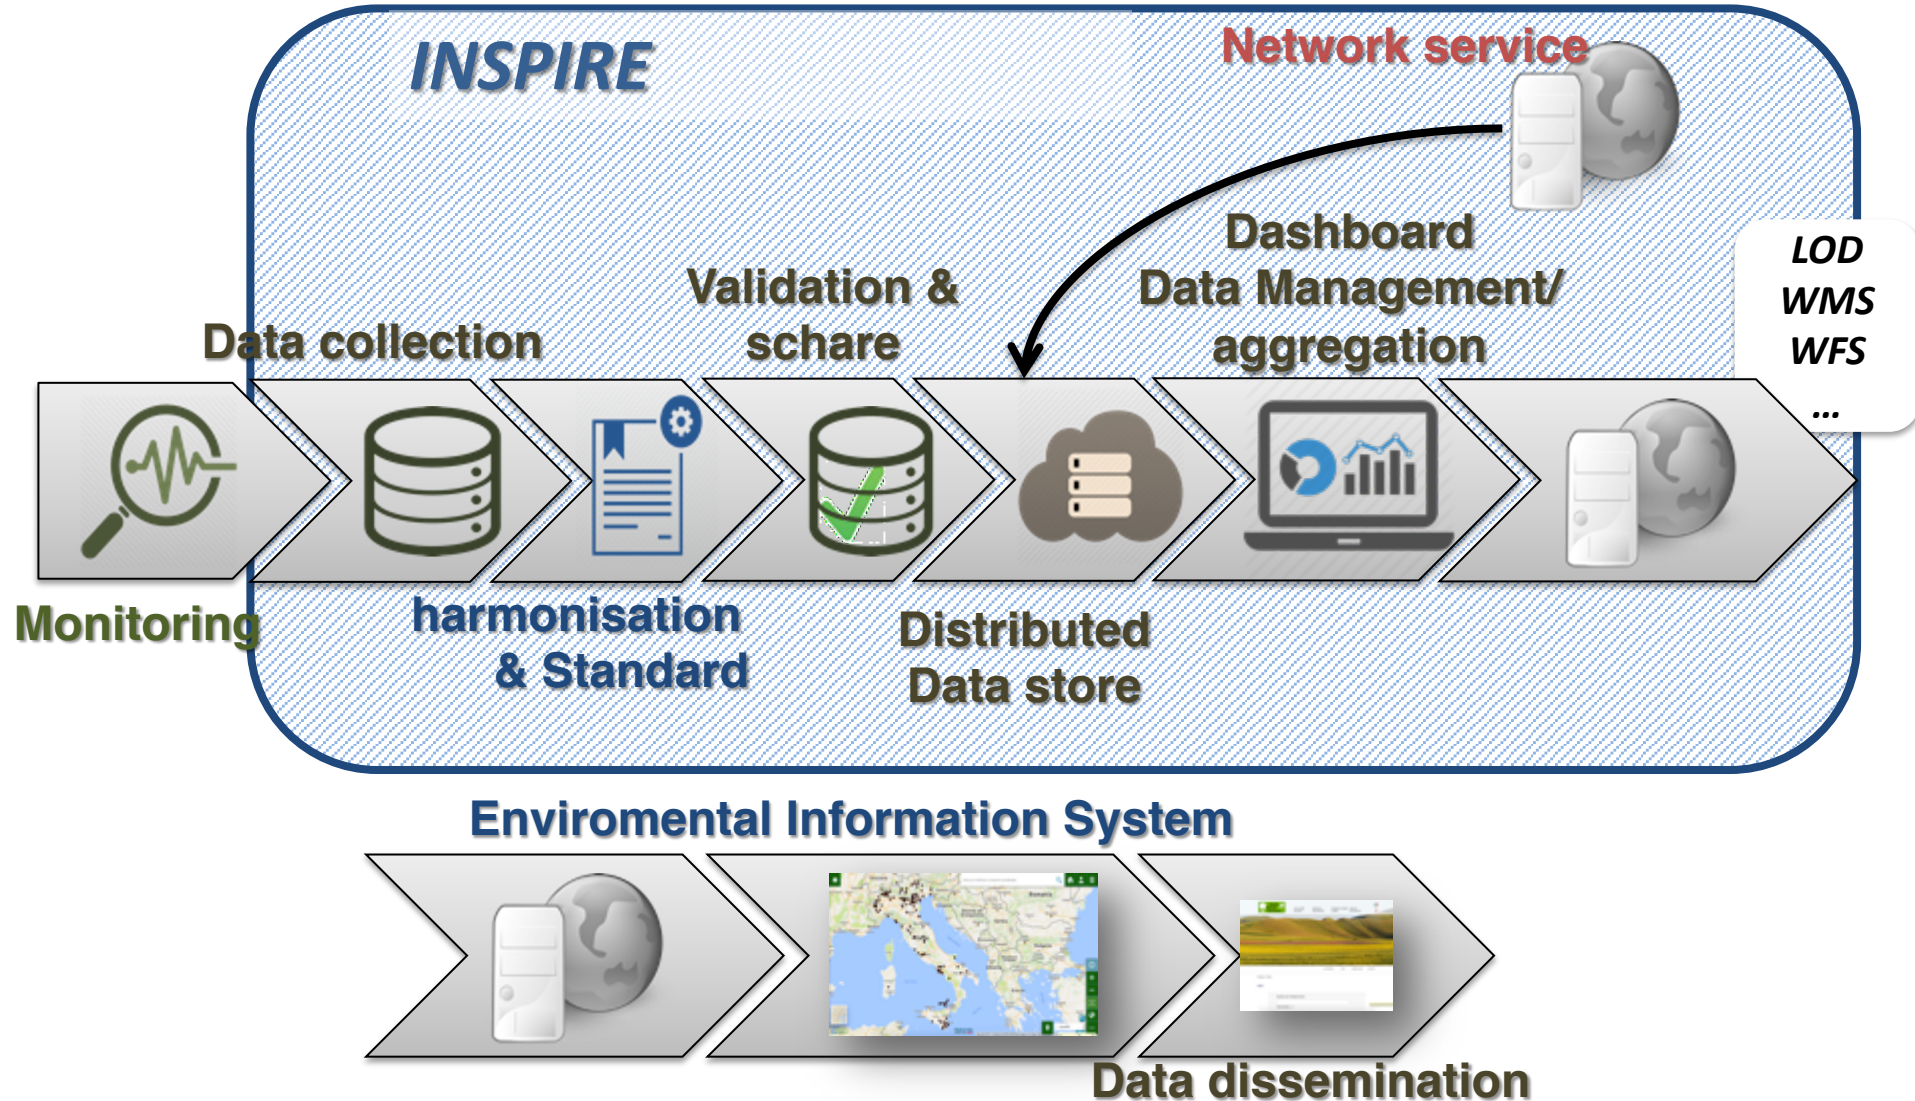 INSPIRE
Network service
LOD
WMS
WFS
...
Dashboard
Data Management/
aggregation
Validation &
schare
Data collection
Monitoring
harmonisation
& Standard
Distributed
Data store
Enviromental Information System
Data dissemination